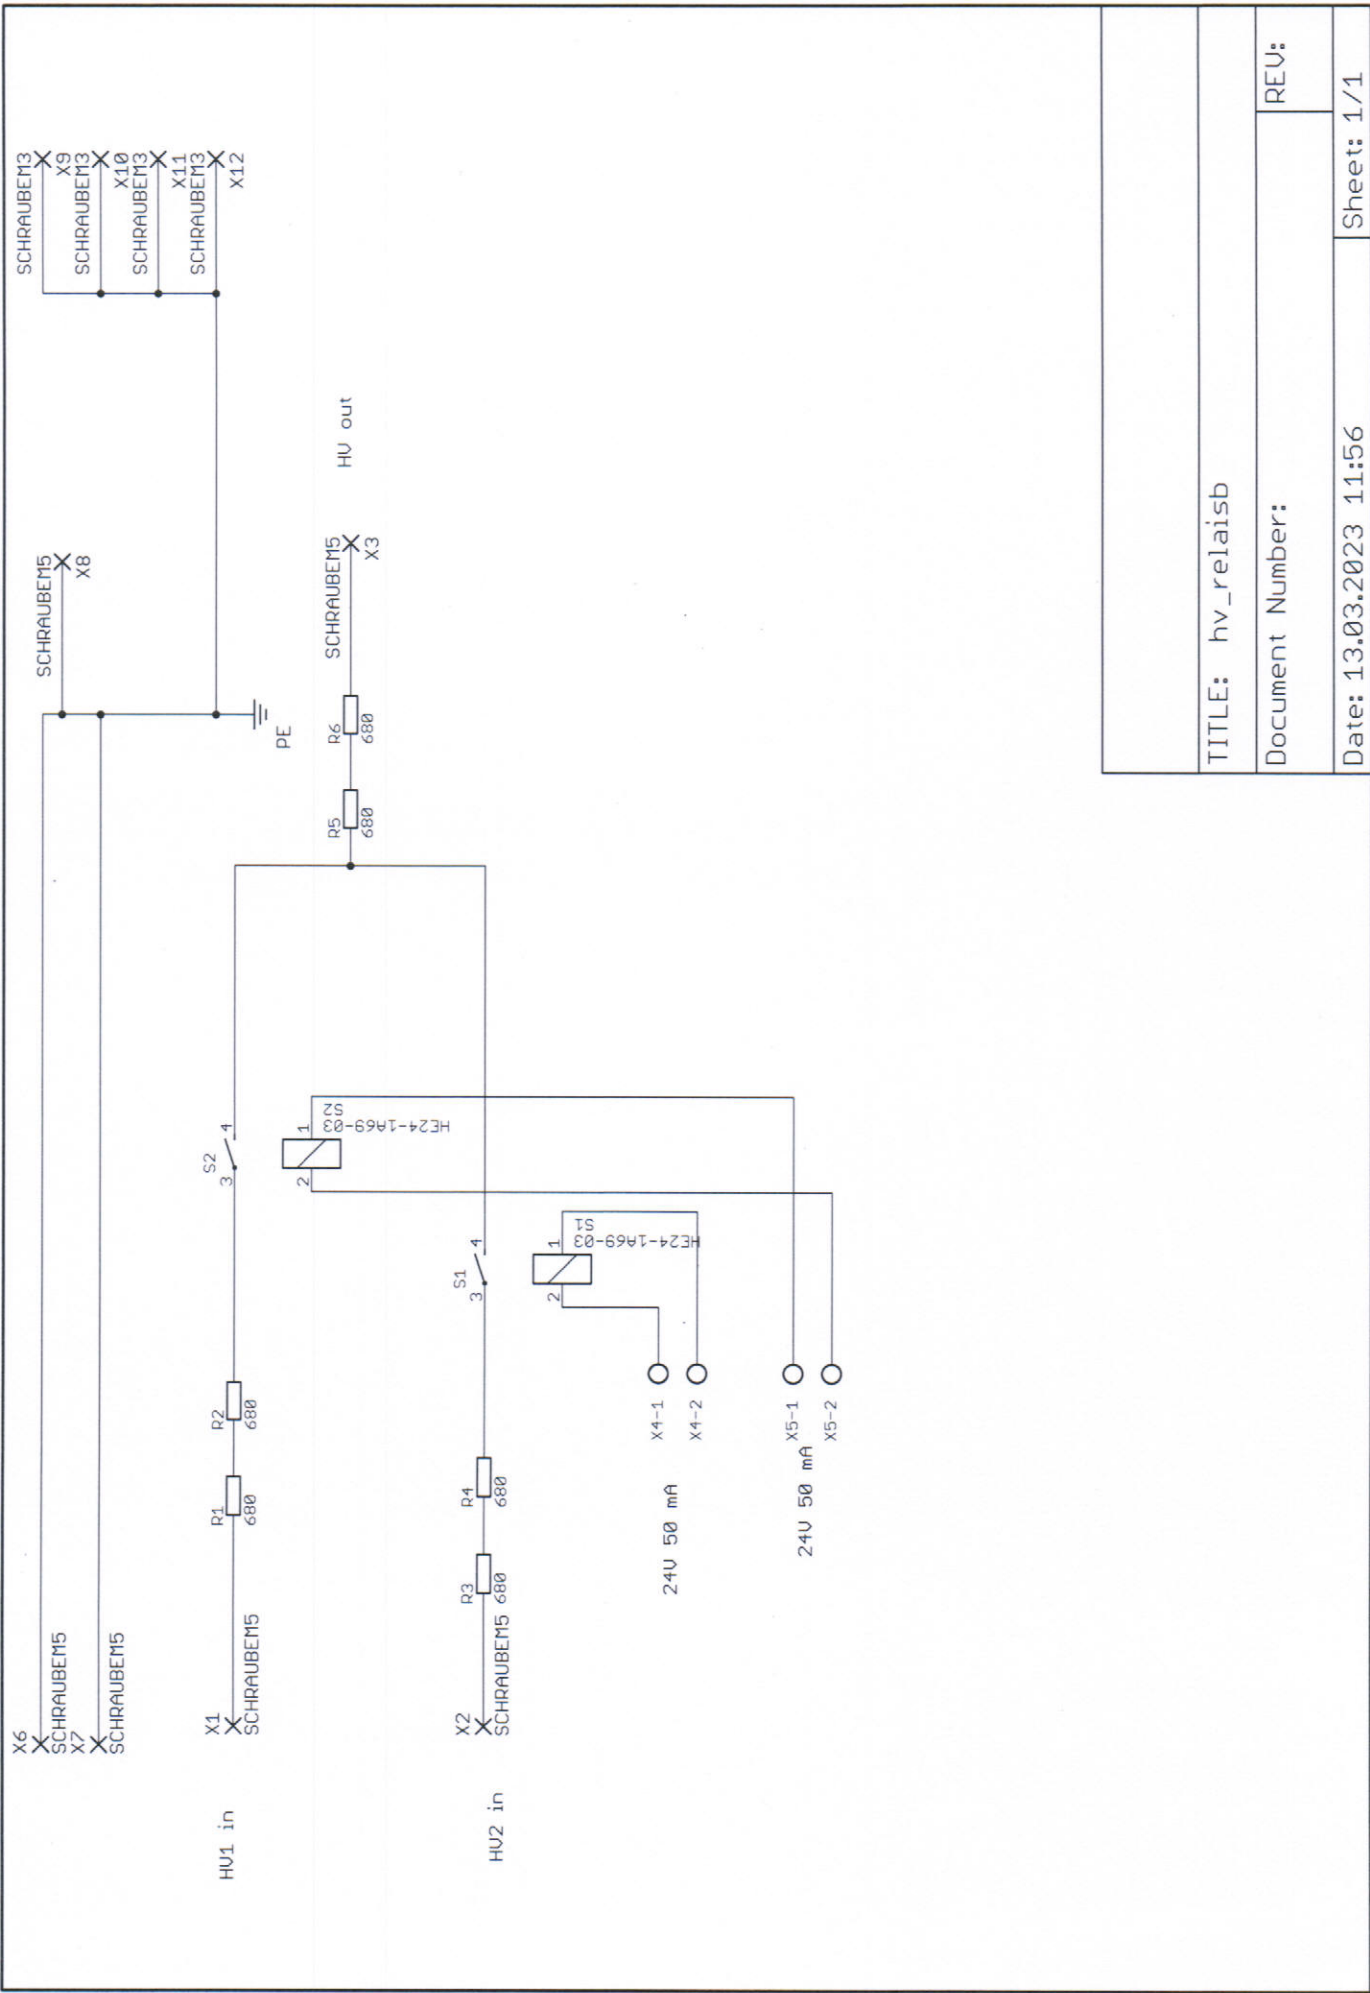 X6
SCHRAUBEM5
X7
SCHRAUBEM5
SCHRAUBEM5
X8
SCHRAUBEM3
X9
SCHRAUBEM3
X10
SCHRAUBEM3
X11
SCHRAUBEM3
X12
PE
HV1 in
X1
SCHRAUBEM5
R1
680
R2
680
S2
3
4
2
1
S2
HE24-1A69-03
R5
680
R6
680
SCHRAUBEM5
X3
HV out
HV2 in
X2
SCHRAUBEM5
R3
680
R4
680
S1
3
4
2
1
S1
HE24-1A69-03
24V 50 mA
X4-1
X4-2
24V 50 mA
X5-1
X5-2
TITLE: hv_relaisb
Document Number:
REV:
Date: 13.03.2023 11:56
Sheet: 1/1